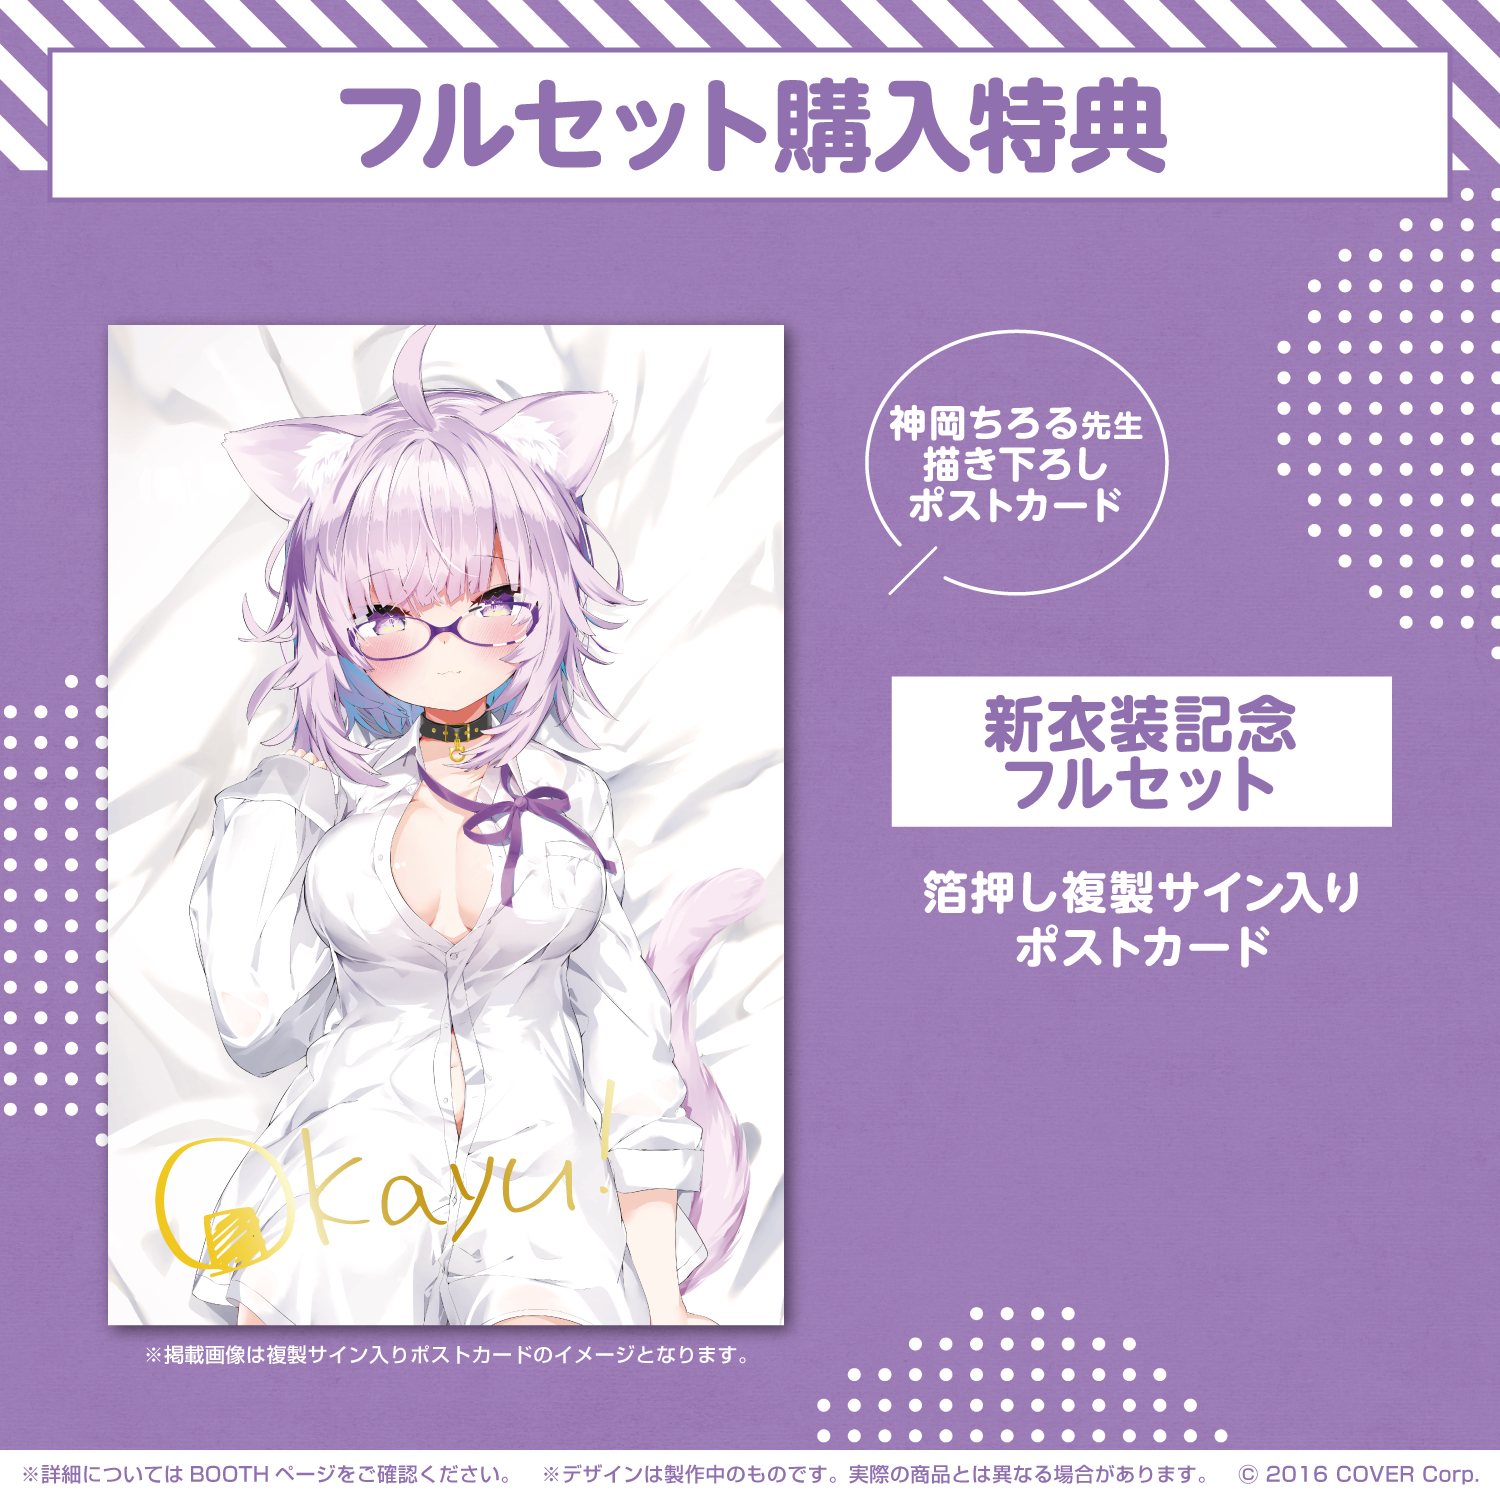 フルセット購入特典
神岡ちろる先生
描き下ろし
ポストカード
新衣装記念
フルセット
箔押し複製サイン入り
ポストカード
Okayu!
※掲載画像は複製サイン入りポストカードのイメージとなります。
※詳細については BOOTH ページをご確認ください。 ※デザインは製作中のものです。実際の商品とは異なる場合があります。 © 2016 COVER Corp.